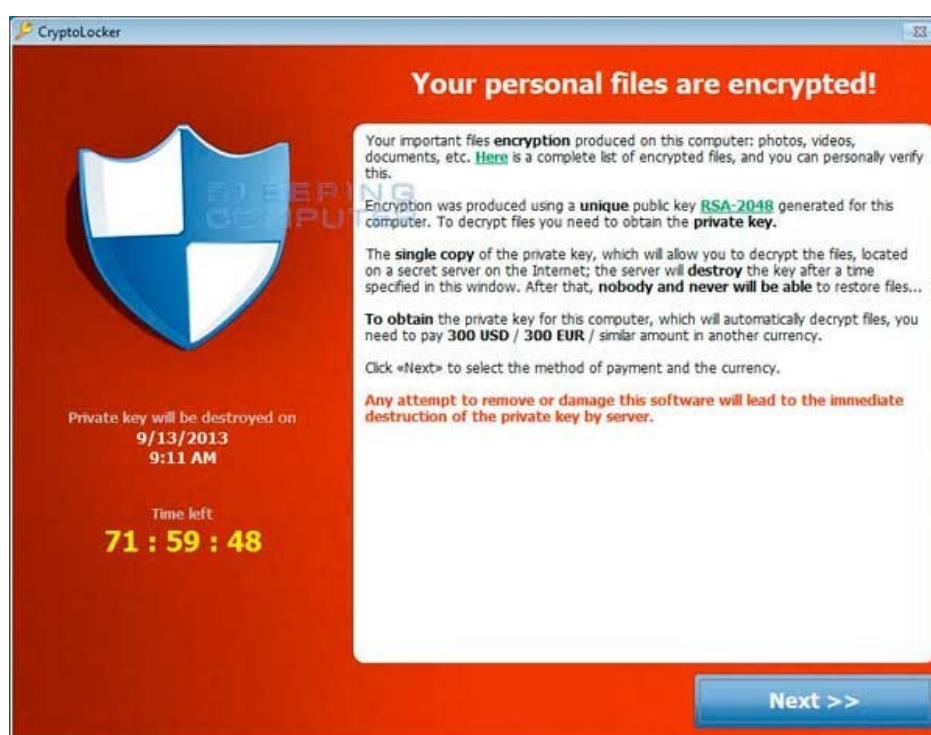 CryptoLocker
Your personal files are encrypted!
Your important files encryption produced on this computer: photos, videos,
documents, etc. Here is a complete list of encrypted files, and you can personally verify
this.
BLEEPING
COMPUTER
Encryption was produced using a unique public key RSA-2048 generated for this
computer. To decrypt files you need to obtain the private key.
The single copy of the private key, which will allow you to decrypt the files, located
on a secret server on the Internet; the server will destroy the key after a time
specified in this window. After that, nobody and never will be able to restore files...
To obtain the private key for this computer, which will automatically decrypt files, you
need to pay 300 USD / 300 EUR / similar amount in another currency.
Click «Next» to select the method of payment and the currency.
Any attempt to remove or damage this software will lead to the immediate
destruction of the private key by server.
Private key will be destroyed on
9/13/2013
9:11 AM
Time left
71 : 59 : 48
Next >>